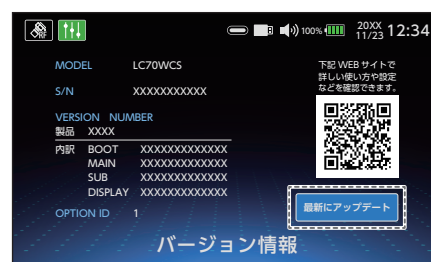 100% 20XX 11/23 12:34
MODEL LC70WCS
下記 WEB サイトで
詳しい使い方や設定
などを確認できます。
S/N XXXXXXXXXXX
VERSION NUMBER
製品 XXXX
内訳 BOOT XXXXXXXXXXXXX
MAIN XXXXXXXXXXXXX
SUB XXXXXXXXXXXXX
DISPLAY XXXXXXXXXXXXX
最新にアップデート
OPTION ID 1
バージョン情報